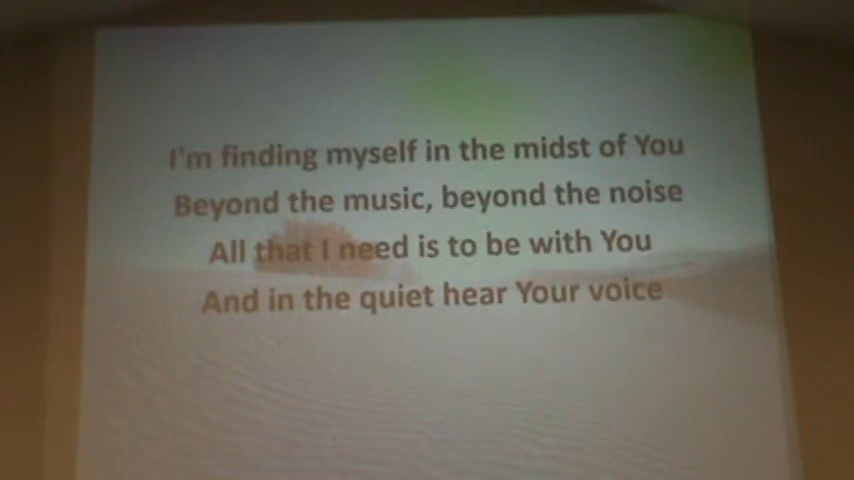 I'm finding myself in the midst of You
Beyond the music, beyond the noise
All that I need is to be with You
And in the quiet hear Your voice